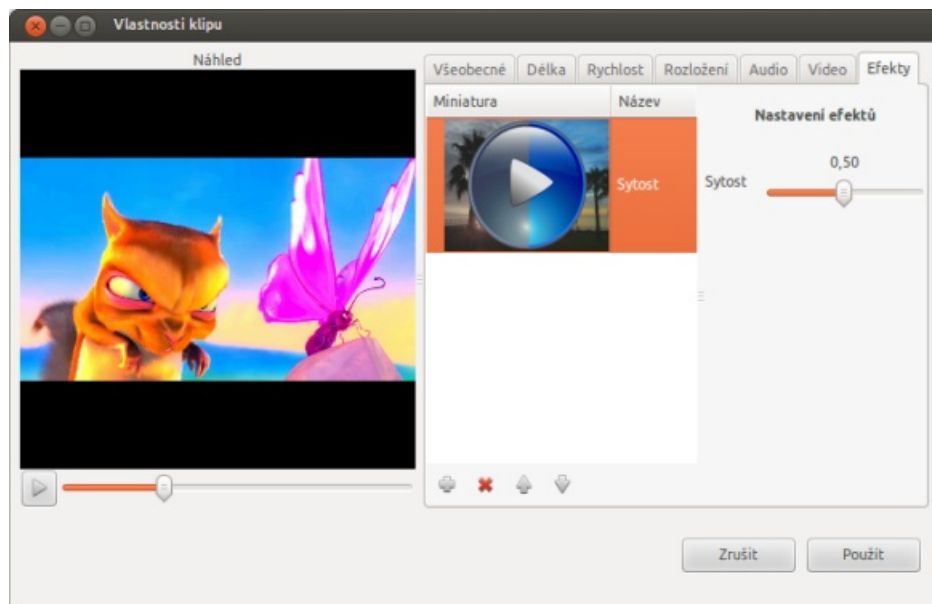 Vlastnosti klipu
Náhled
Všeobecné Délka Rychlost Rozložení Audio Video Efekty
Miniatura Název
Nastavení efektů
0,50
Sytost
Sytost
Zrušit Použít